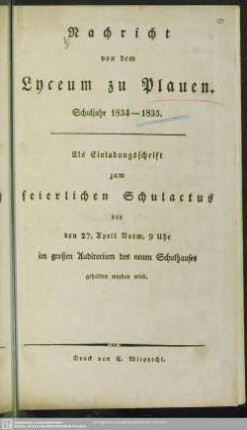 Nachricht
von dem
Lyceum zu Plauen.
Schuljahr 1834—1835.
Als Einladungsschrift
zum
feierlichen Schulactus
der
den 27. April Vorm. 9 Uhr
im großen Auditorium des neuen Schulhauses
gehalten werden wird.
Druck von C. Wieprecht.